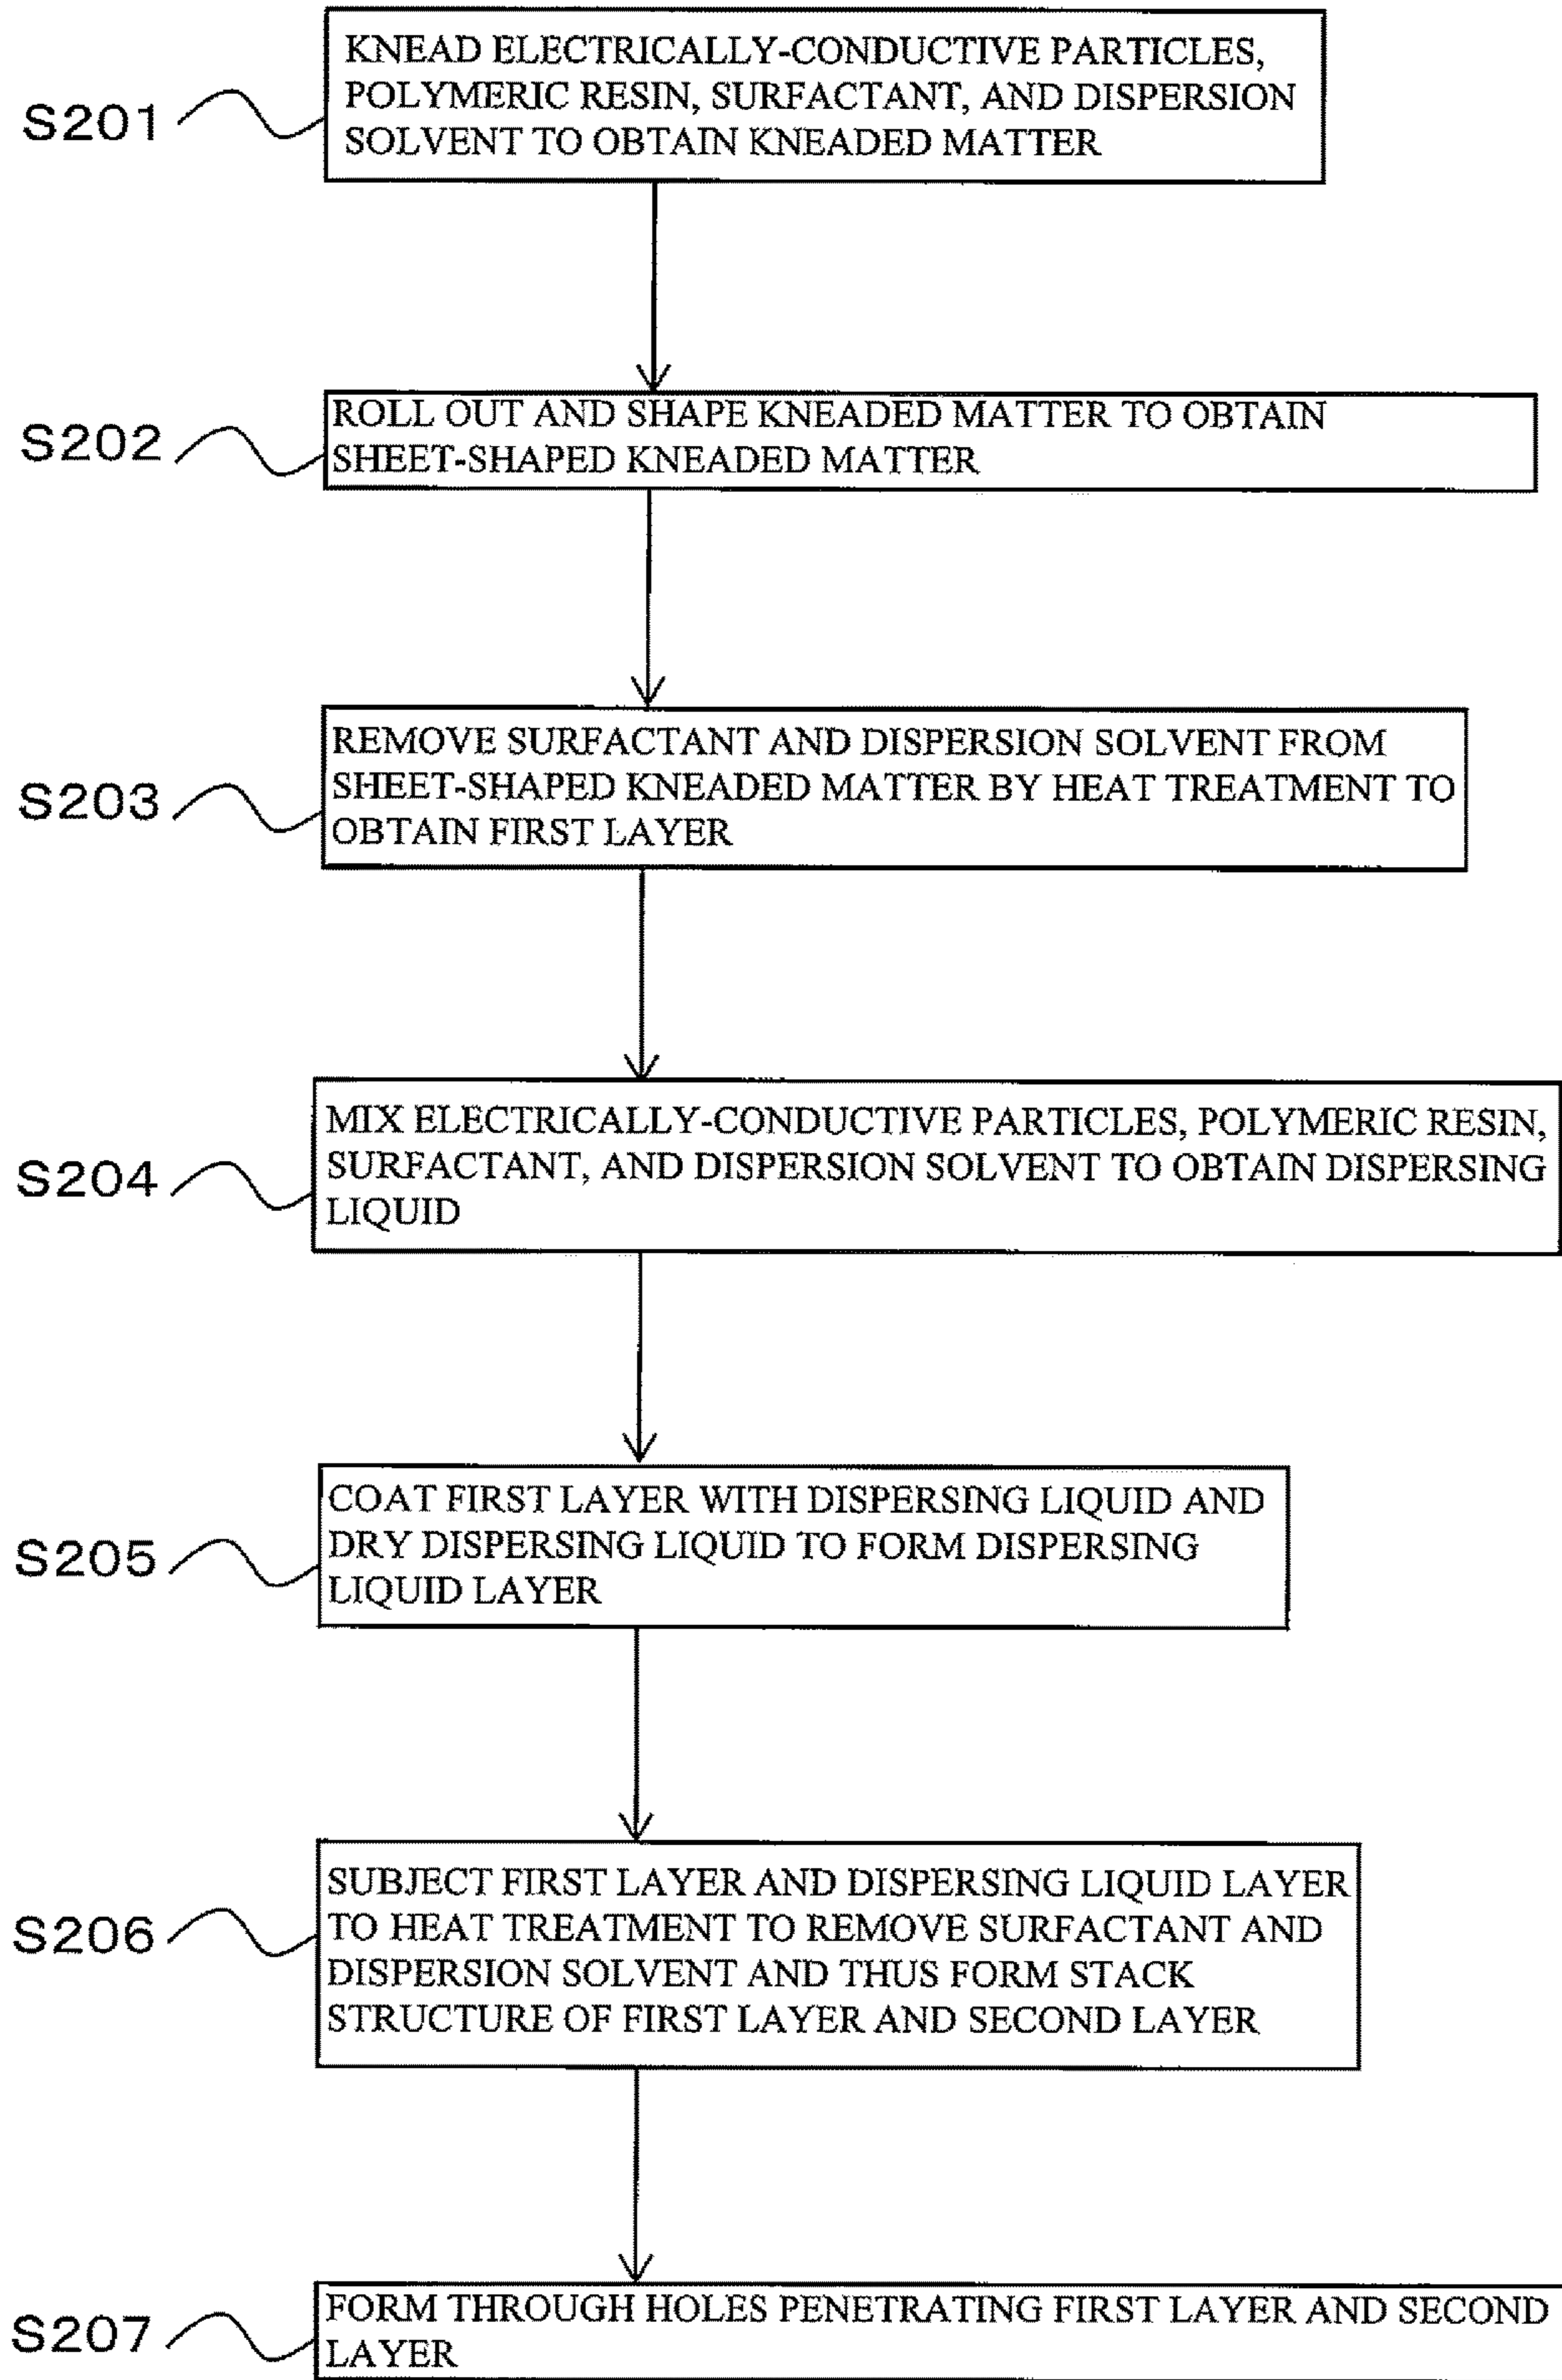 S201
KNEAD ELECTRICALLY-CONDUCTIVE PARTICLES,
POLYMERIC RESIN, SURFACTANT, AND DISPERSION
SOLVENT TO OBTAIN KNEADED MATTER
S202
ROLL OUT AND SHAPE KNEADED MATTER TO OBTAIN
SHEET-SHAPED KNEADED MATTER
S203
REMOVE SURFACTANT AND DISPERSION SOLVENT FROM
SHEET-SHAPED KNEADED MATTER BY HEAT TREATMENT TO
OBTAIN FIRST LAYER
S204
MIX ELECTRICALLY-CONDUCTIVE PARTICLES, POLYMERIC RESIN,
SURFACTANT, AND DISPERSION SOLVENT TO OBTAIN DISPERSING
LIQUID
S205
COAT FIRST LAYER WITH DISPERSING LIQUID AND
DRY DISPERSING LIQUID TO FORM DISPERSING
LIQUID LAYER
S206
SUBJECT FIRST LAYER AND DISPERSING LIQUID LAYER
TO HEAT TREATMENT TO REMOVE SURFACTANT AND
DISPERSION SOLVENT AND THUS FORM STACK
STRUCTURE OF FIRST LAYER AND SECOND LAYER
S207
FORM THROUGH HOLES PENETRATING FIRST LAYER AND SECOND
LAYER